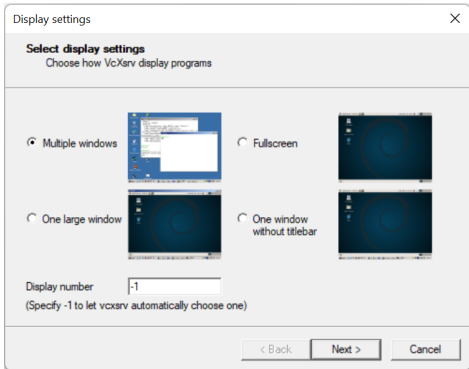 Display settings
Select display settings
Choose how VcXsrv display programs
Multiple windows
Fullscreen
One large window
One window
without titlebar
Display number
-1
(Specify -1 to let vcxsrv automatically choose one)
< Back
Next >
Cancel